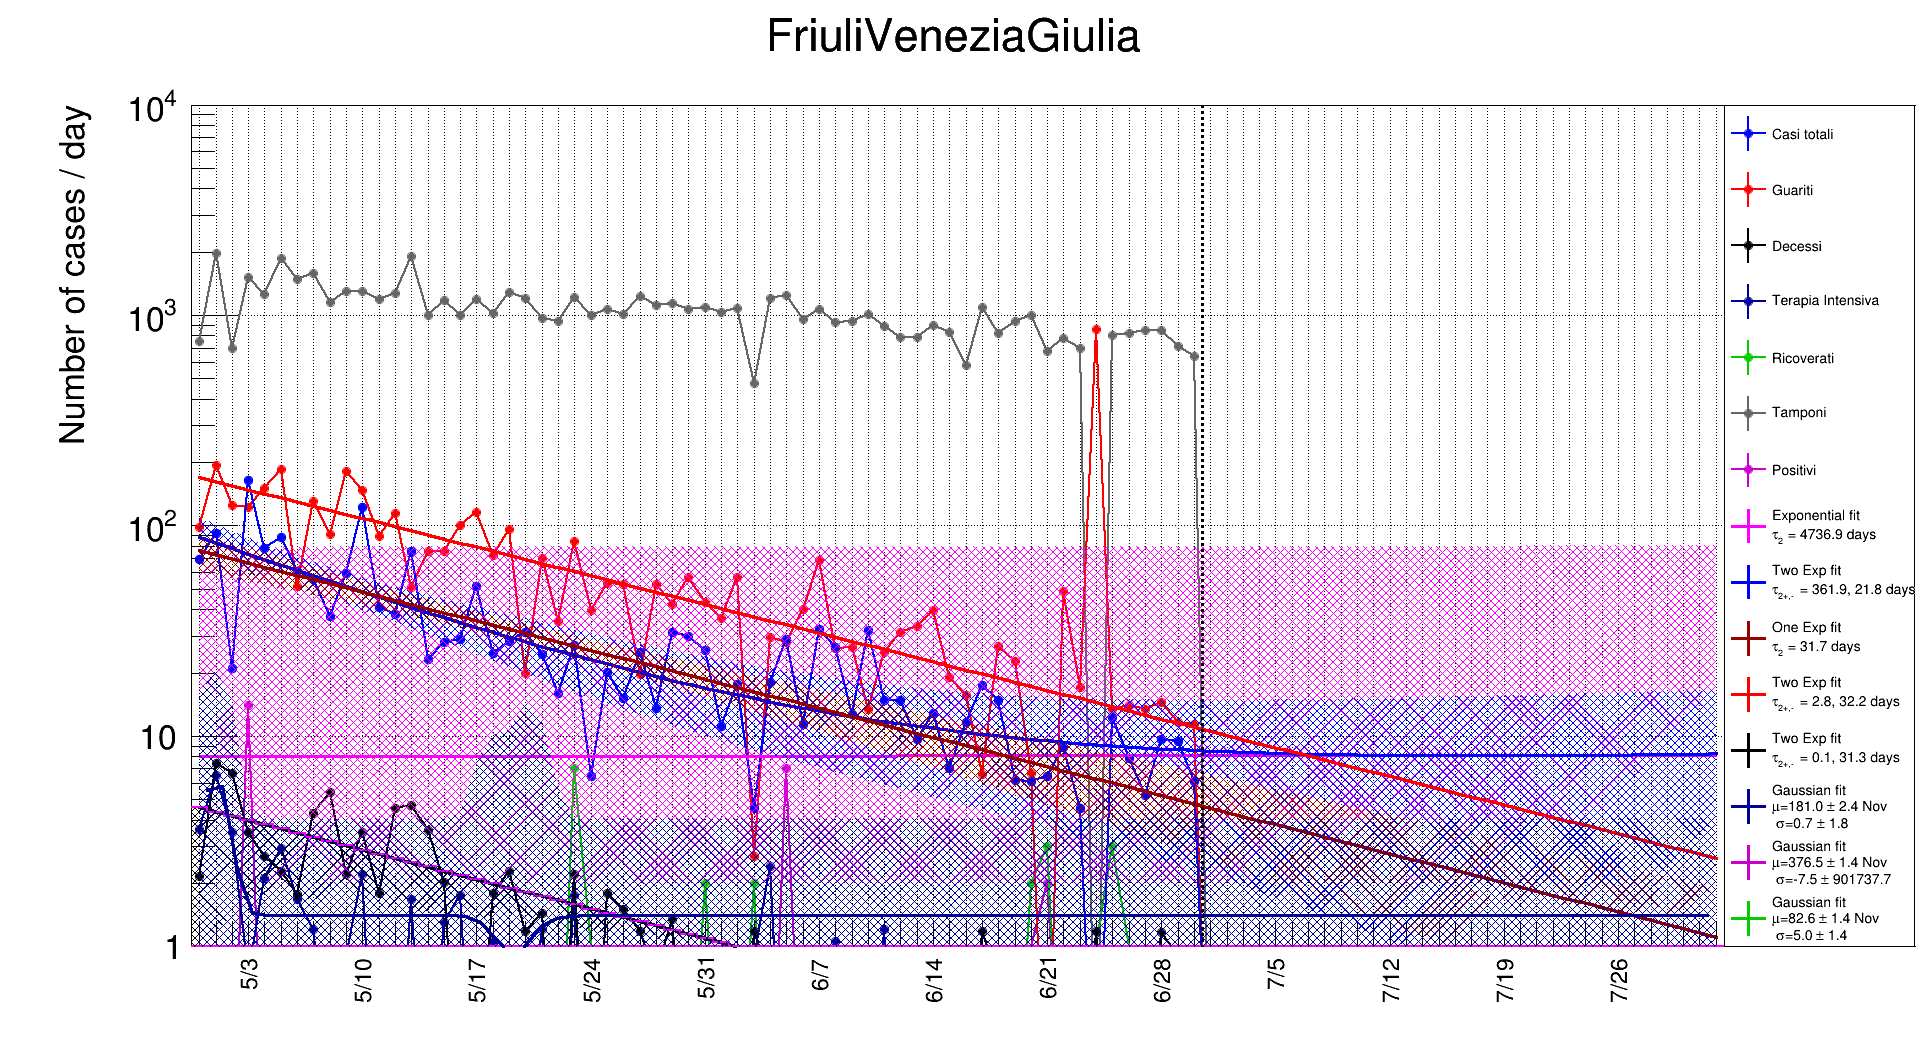 FriuliVeneziaGiulia
Number of cases / day
10^4
10^3
10^2
10
1
5/3
5/10
5/17
5/24
5/31
6/7
6/14
6/21
6/28
7/5
7/12
7/19
7/26
Casi totali
Guariti
Decessi
Terapia Intensiva
Ricoverati
Tamponi
Positivi
Exponential fit
τ2 = 4736.9 days
Two Exp fit
τ2+,- = 361.9, 21.8 days
One Exp fit
τ2 = 31.7 days
Two Exp fit
τ2+,- = 2.8, 32.2 days
Two Exp fit
τ2+,- = 0.1, 31.3 days
Gaussian fit
μ=181.0 ± 2.4 Nov
σ=0.7 ± 1.8
Gaussian fit
μ=376.5 ± 1.4 Nov
σ=-7.5 ± 901737.7
Gaussian fit
μ=82.6 ± 1.4 Nov
σ=5.0 ± 1.4